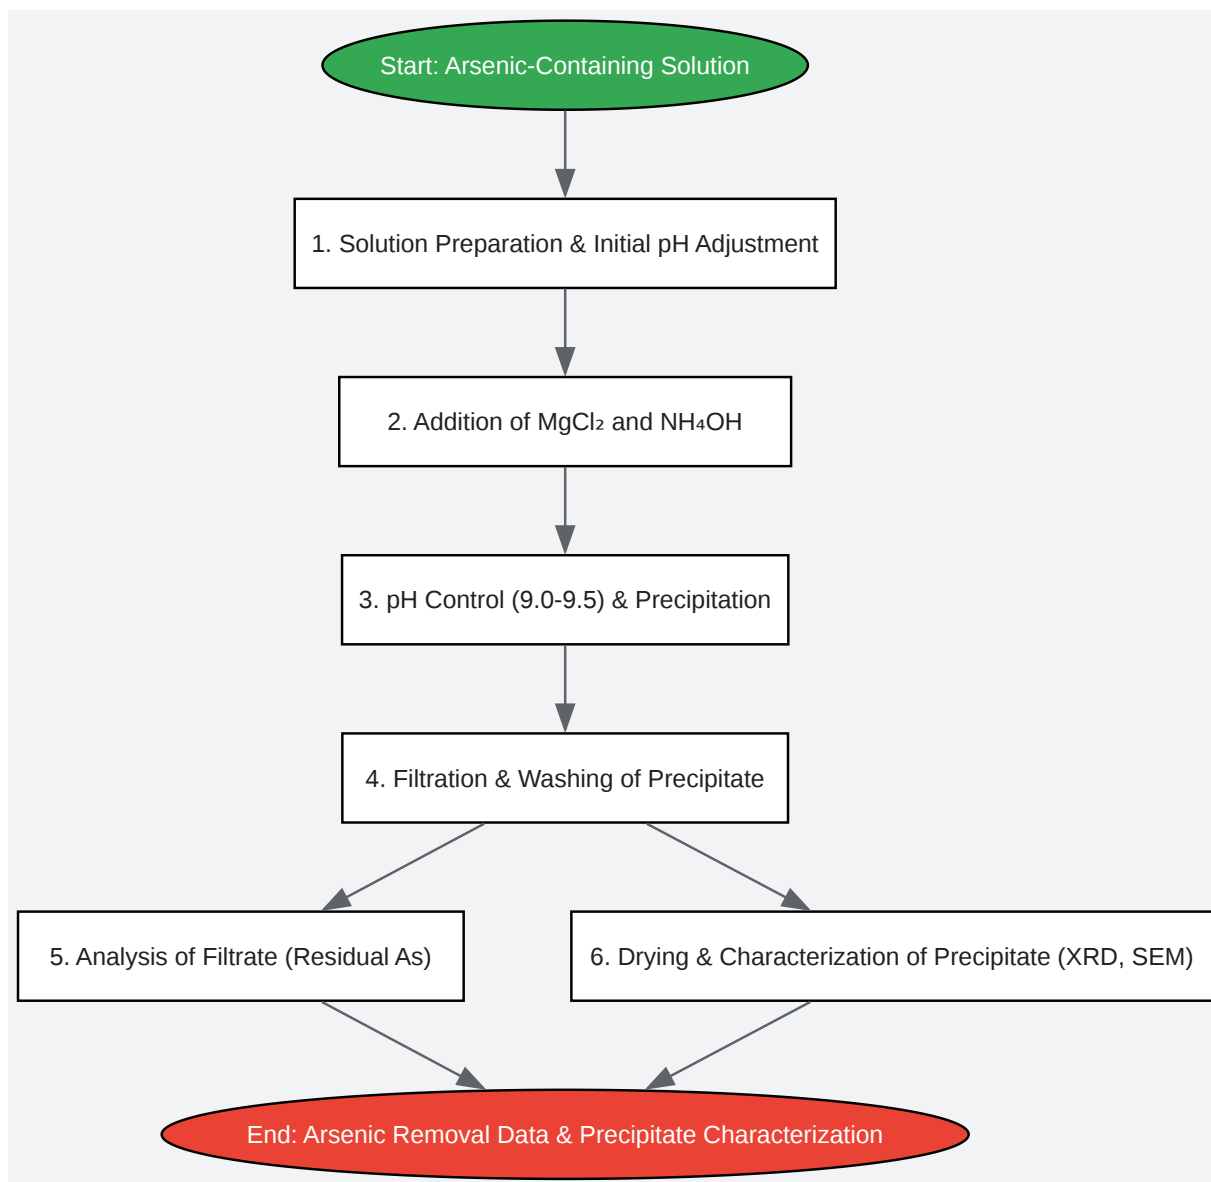 Start: Arsenic-Containing Solution
1. Solution Preparation & Initial pH Adjustment
2. Addition of MgCl₂ and NH₄OH
3. pH Control (9.0-9.5) & Precipitation
4. Filtration & Washing of Precipitate
5. Analysis of Filtrate (Residual As)
6. Drying & Characterization of Precipitate (XRD, SEM)
End: Arsenic Removal Data & Precipitate Characterization